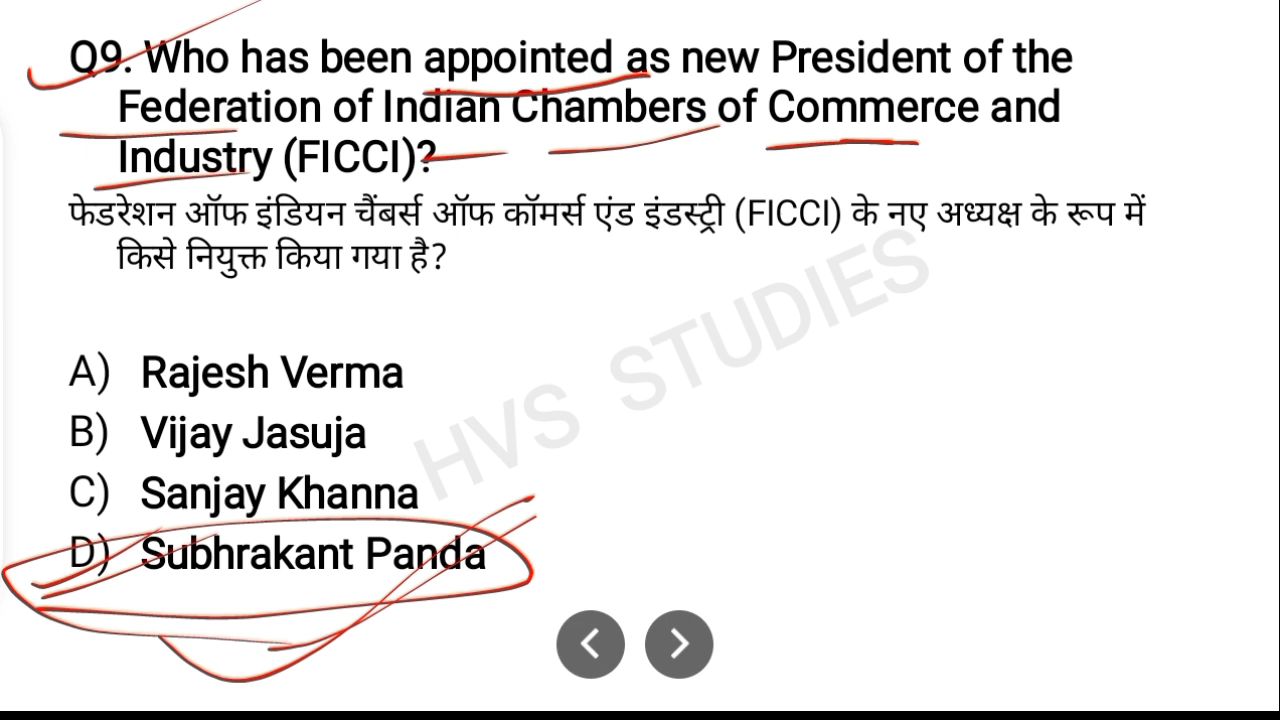 Q9. Who has been appointed as new President of the
Federation of Indian Chambers of Commerce and
Industry (FICCI)?
फेडरेशन ऑफ इंडियन चैंबर्स ऑफ कॉमर्स एंड इंडस्ट्री (FICCI) के नए अध्यक्ष के रूप में
किसे नियुक्त किया गया है?
HVS STUDIES
A) Rajesh Verma
B) Vijay Jasuja
C) Sanjay Khanna
D) Subhrakant Panda